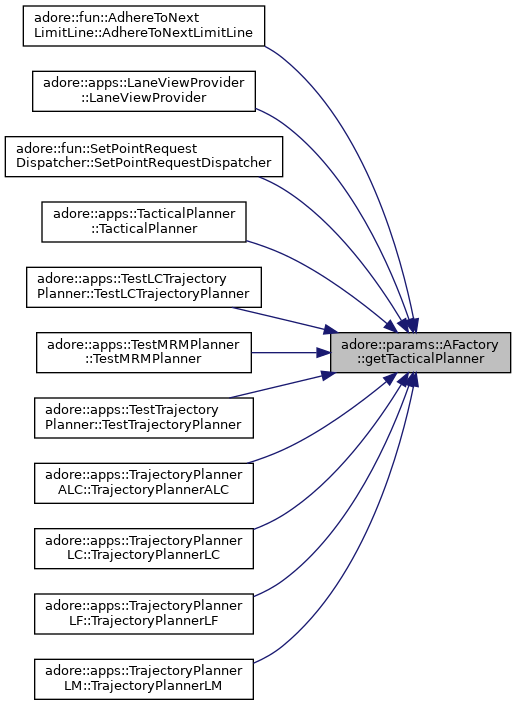 adore::fun::AdhereToNext
LimitLine::AdhereToNextLimitLine
adore::apps::LaneViewProvider
::LaneViewProvider
adore::fun::SetPointRequest
Dispatcher::SetPointRequestDispatcher
adore::apps::TacticalPlanner
::TacticalPlanner
adore::apps::TestLCTrajectory
Planner::TestLCTrajectoryPlanner
adore::apps::TestMRMPlanner
::TestMRMPlanner
adore::params::AFactory
::getTacticalPlanner
adore::apps::TestTrajectory
Planner::TestTrajectoryPlanner
adore::apps::TrajectoryPlanner
ALC::TrajectoryPlannerALC
adore::apps::TrajectoryPlanner
LC::TrajectoryPlannerLC
adore::apps::TrajectoryPlanner
LF::TrajectoryPlannerLF
adore::apps::TrajectoryPlanner
LM::TrajectoryPlannerLM